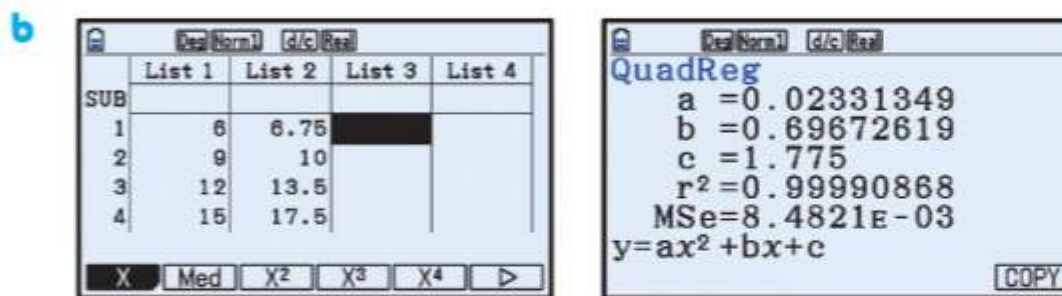 b
Deg Norm1 d/c Real
List 1 List 2 List 3 List 4
SUB
1 6 6.75
2 9 10
3 12 13.5
4 15 17.5
X Med X² X³ X⁴ ▷
Deg Norm1 d/c Real
QuadReg
a =0.02331349
b =0.69672619
c =1.775
r²=0.99990868
MSe=8.4821ᴇ-03
y=ax²+bx+c
COPY